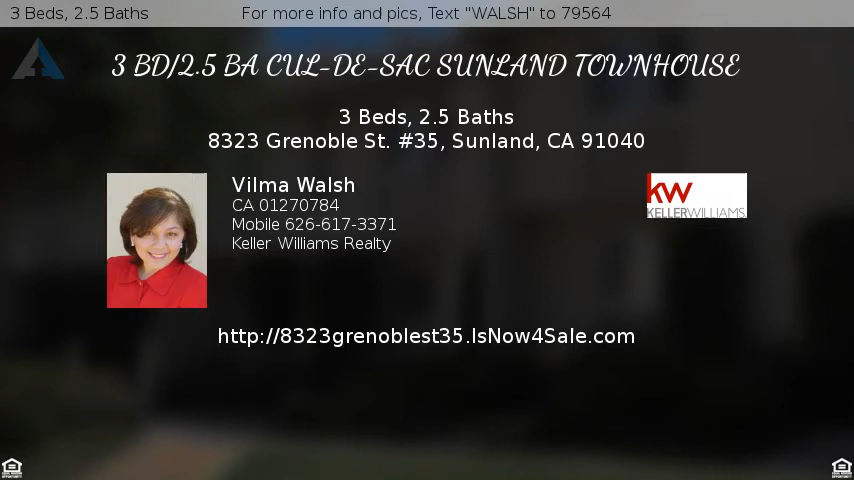 3 Beds, 2.5 Baths
For more info and pics, Text "WALSH" to 79564
3 BD/2.5 BA CUL-DE-SAC SUNLAND TOWNHOUSE
3 Beds, 2.5 Baths
8323 Grenoble St. #35, Sunland, CA 91040
Vilma Walsh
CA 01270784
Mobile 626-617-3371
Keller Williams Realty
kw
KELLERWILLIAMS.
http://8323grenoblest35.IsNow4Sale.com